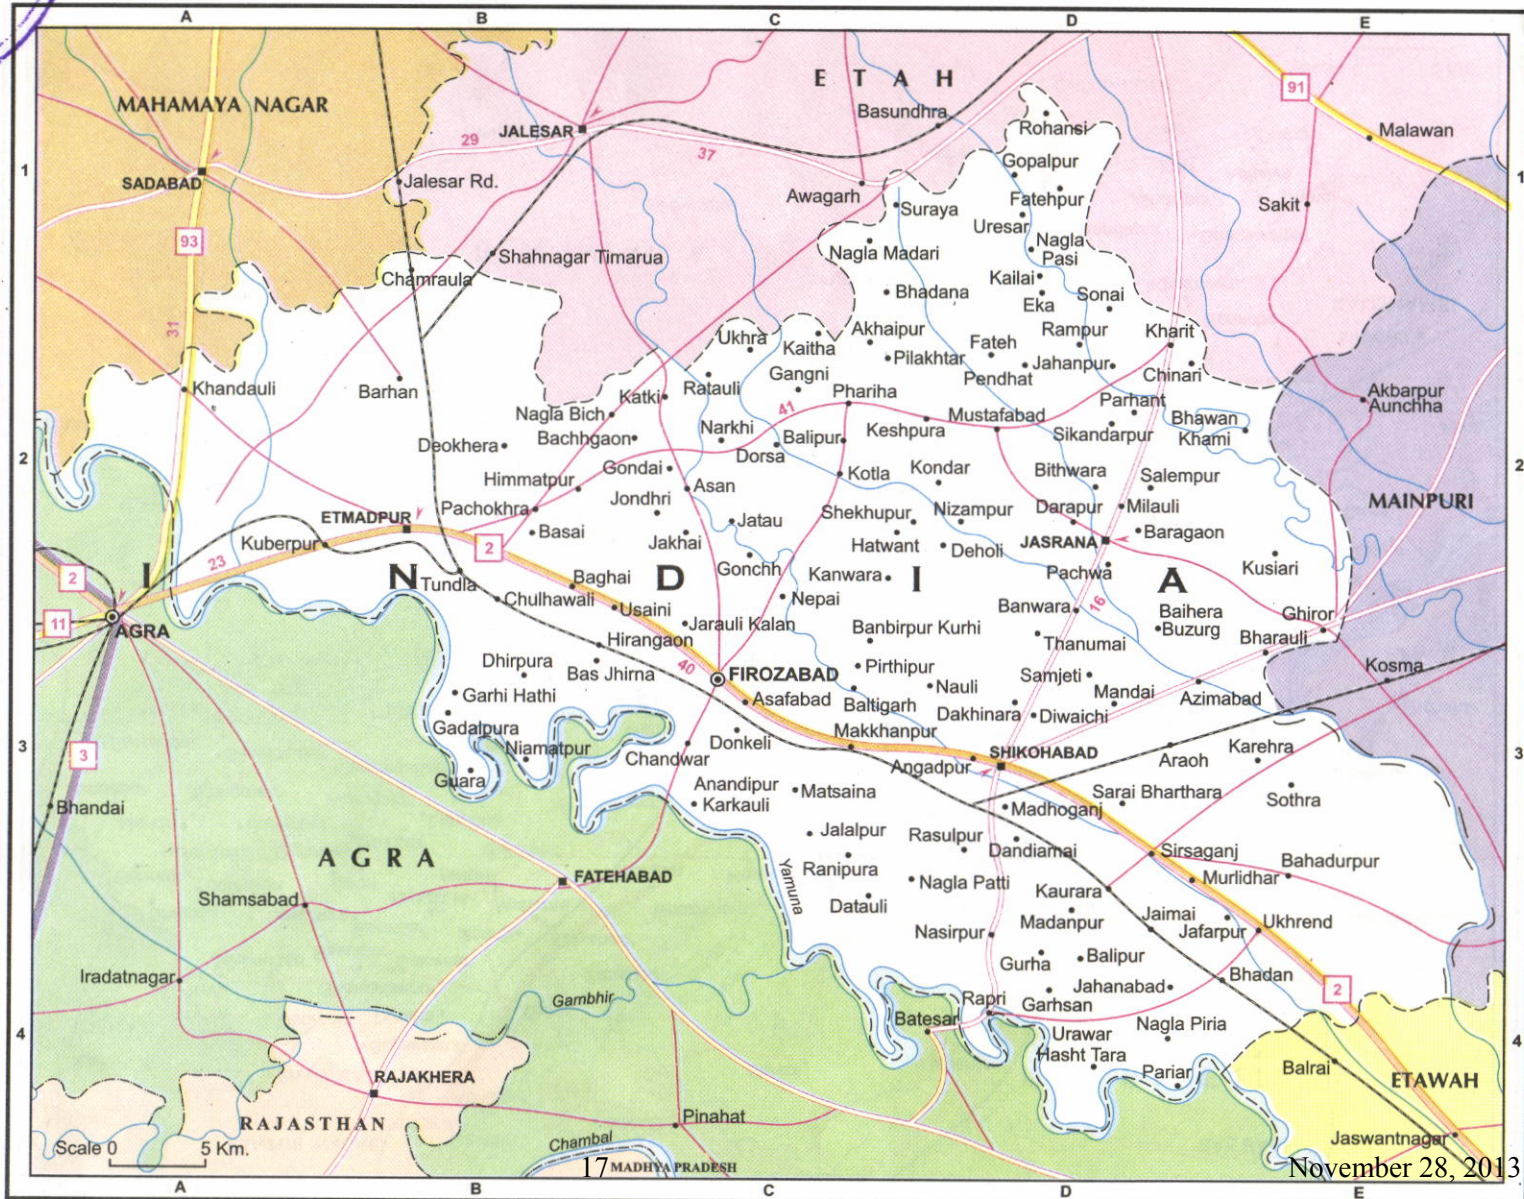 A B C D E
ETAH
MAHAMAYA NAGAR
91
Basundhra
Rohansi
JALESAR
29
37
Malawan
Gopalpur
1
1
SADABAD
Jalesar Rd.
Awagarh
Fatehpur
Suraya
Sakit
Uresar
93
Nagla
Pasi
Nagla Madari
Shahnagar Timarua
Chamraula
Kailai
Bhadana
Eka
Sonai
31
Akhaipur
Rampur
Kharit
Ukhra
Kaitha
Fateh
Pilakhtar
Jahanpur
Gangni
Pendhat
Chinari
Khandauli
Barhan
Ratauli
Katki
Phariha
Akbarpur
Aunchha
Parhant
Nagla Bich
41
Mustafabad
Bhawan
Khami
Bachhgaon
Narkhi
Balipur
Keshpura
Sikandarpur
Deokhera
Dorsa
2
2
Gondai
Kotla
Kondar
Bithwara
Salempur
Himmatpur
Asan
MAINPURI
Jondhri
Pachokhra
Shekhupur
Nizampur
Darapur
Milauli
ETMADPUR
Jatau
Basai
Baragaon
Jakhai
Hatwant
Deholi
JASRANA
Kuberpur
2
23
Gonchh
Kusiari
2
I N D I A
Tundla
Baghai
Kanwara
Pachwa
Chulhawali
Usaini
Nepai
Banwara
16
Baihera
Buzurg
Ghiror
11
AGRA
Jarauli Kalan
Banbirpur Kurhi
Hirangaon
Thanumai
Bharauli
Dhirpura
40
FIROZABAD
Pirthipur
Kosma
Bas Jhirna
Samjeti
Garhi Hathi
Asafabad
Nauli
Mandai
Azimabad
Baltigarh
Gadalpura
Dakhinara
Diwaichi
Makkhanpur
Donkeli
Niamatpur
Chandwar
SHIKOHABAD
Karehra
3
3
3
Angadpur
Araoh
Guara
Anandipur
Karkauli
Matsaina
Sarai Bharthara
Sothra
Bhandai
Madhoganj
Jalalpur
Rasulpur
Dandiamai
Sirsaganj
AGRA
Bahadurpur
Ranipura
FATEHABAD
Yamuna
Nagla Patti
Murlidhar
Kaurara
Shamsabad
Datauli
Madanpur
Jaimai
Jafarpur
Ukhrend
Nasirpur
Balipur
Gurha
Iradatnagar
Bhadan
Jahanabad
2
Gambhir
Rapri
Garhsan
Batesar
Nagla Piria
4
4
Urawar
Hasht Tara
Balrai
RAJAKHERA
Pariar
ETAWAH
Pinahat
RAJASTHAN
Jaswantnagar
Chambal
Scale 0 5 Km.
17 MADHYA PRADESH
November 28, 2013
A B C D E